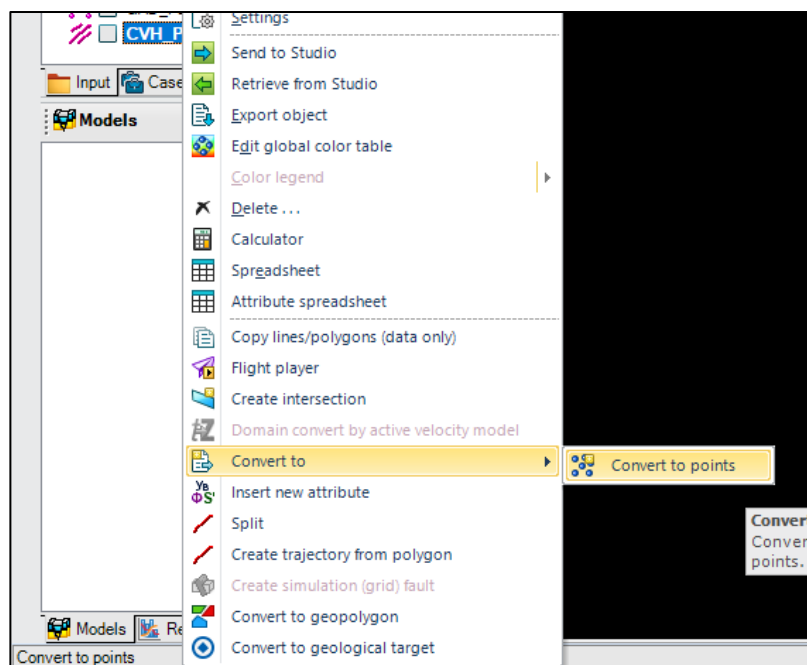 CVH_P
Input Case
Models
Settings
Send to Studio
Retrieve from Studio
Export object
Edit global color table
Color legend
Delete ...
Calculator
Spreadsheet
Attribute spreadsheet
Copy lines/polygons (data only)
Flight player
Create intersection
Domain convert by active velocity model
Convert to
Convert to points
Insert new attribute
Split
Create trajectory from polygon
Create simulation (grid) fault
Convert to geopolygon
Convert to geological target
Conver
Conver
points.
Models Re
Convert to points